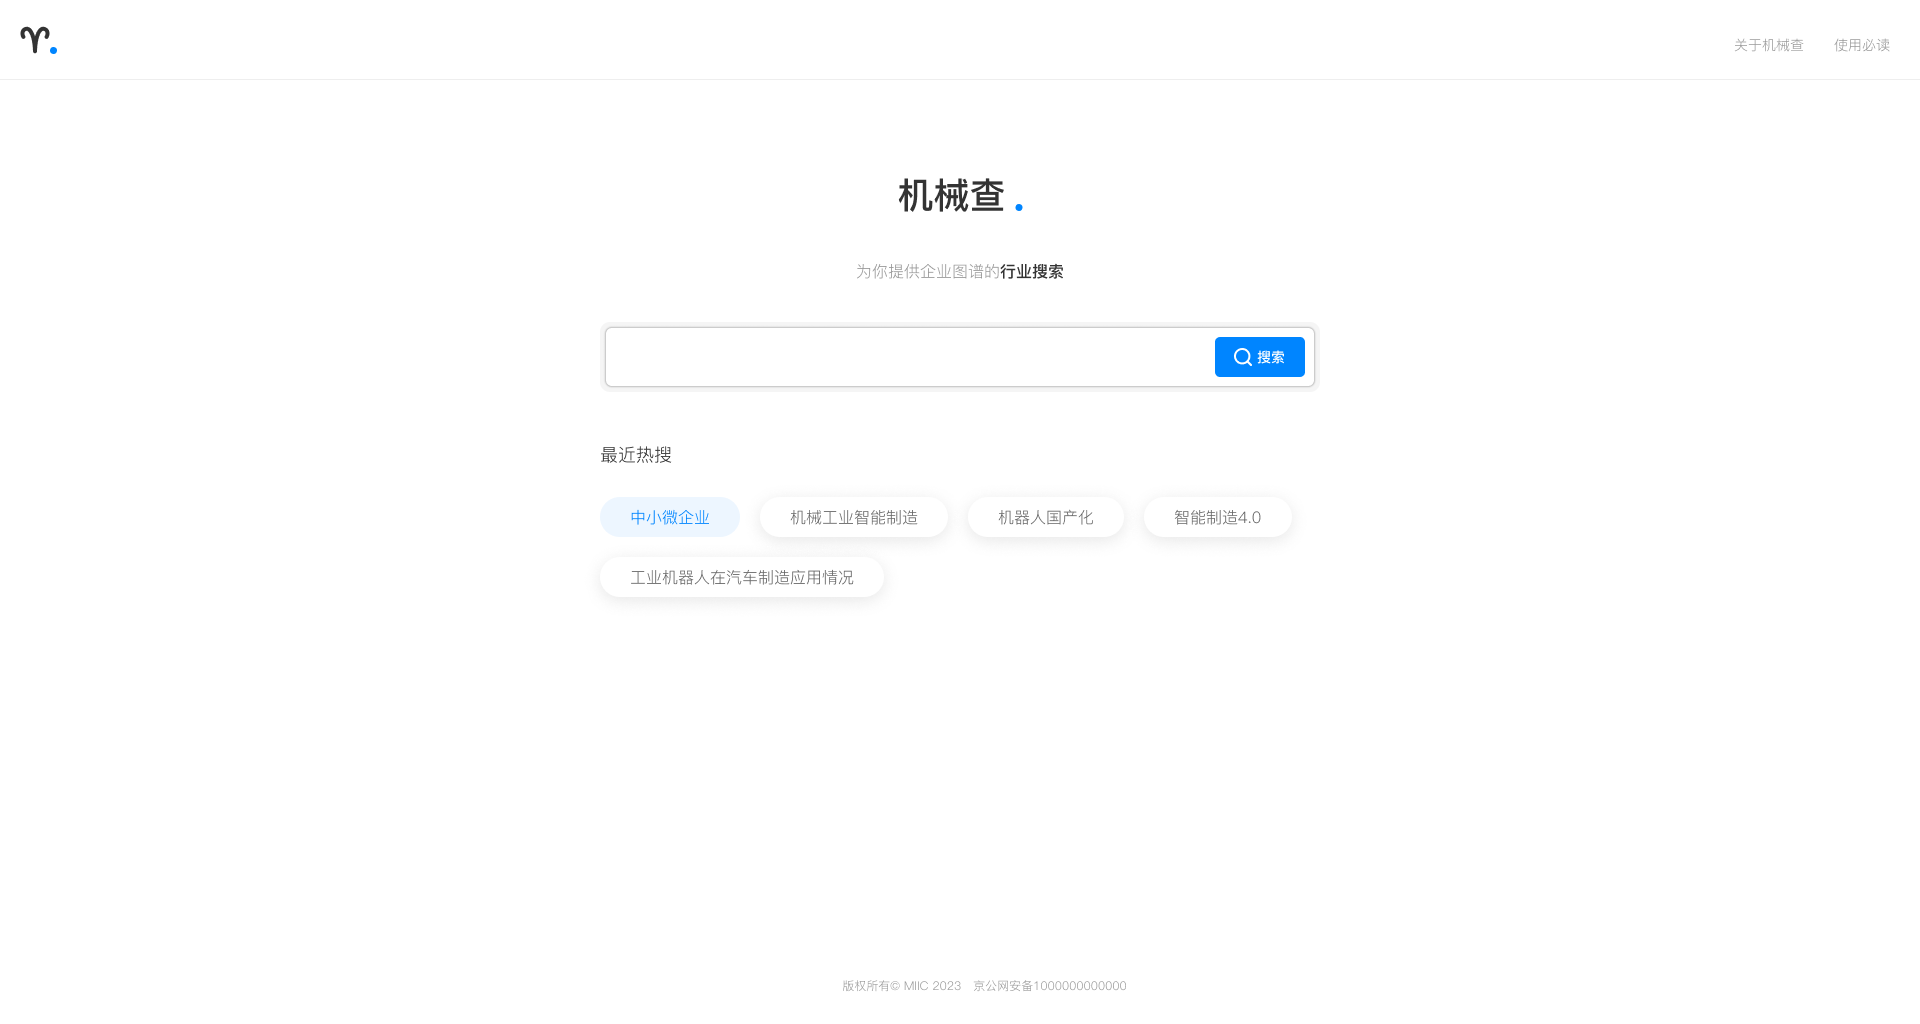 关于机械查 使用必读
机械查
为你提供企业图谱的行业搜索
搜索
最近热搜
中小微企业 机械工业智能制造 机器人国产化 智能制造4.0
工业机器人在汽车制造应用情况
版权所有© MIIC 2023 京公网安备1000000000000